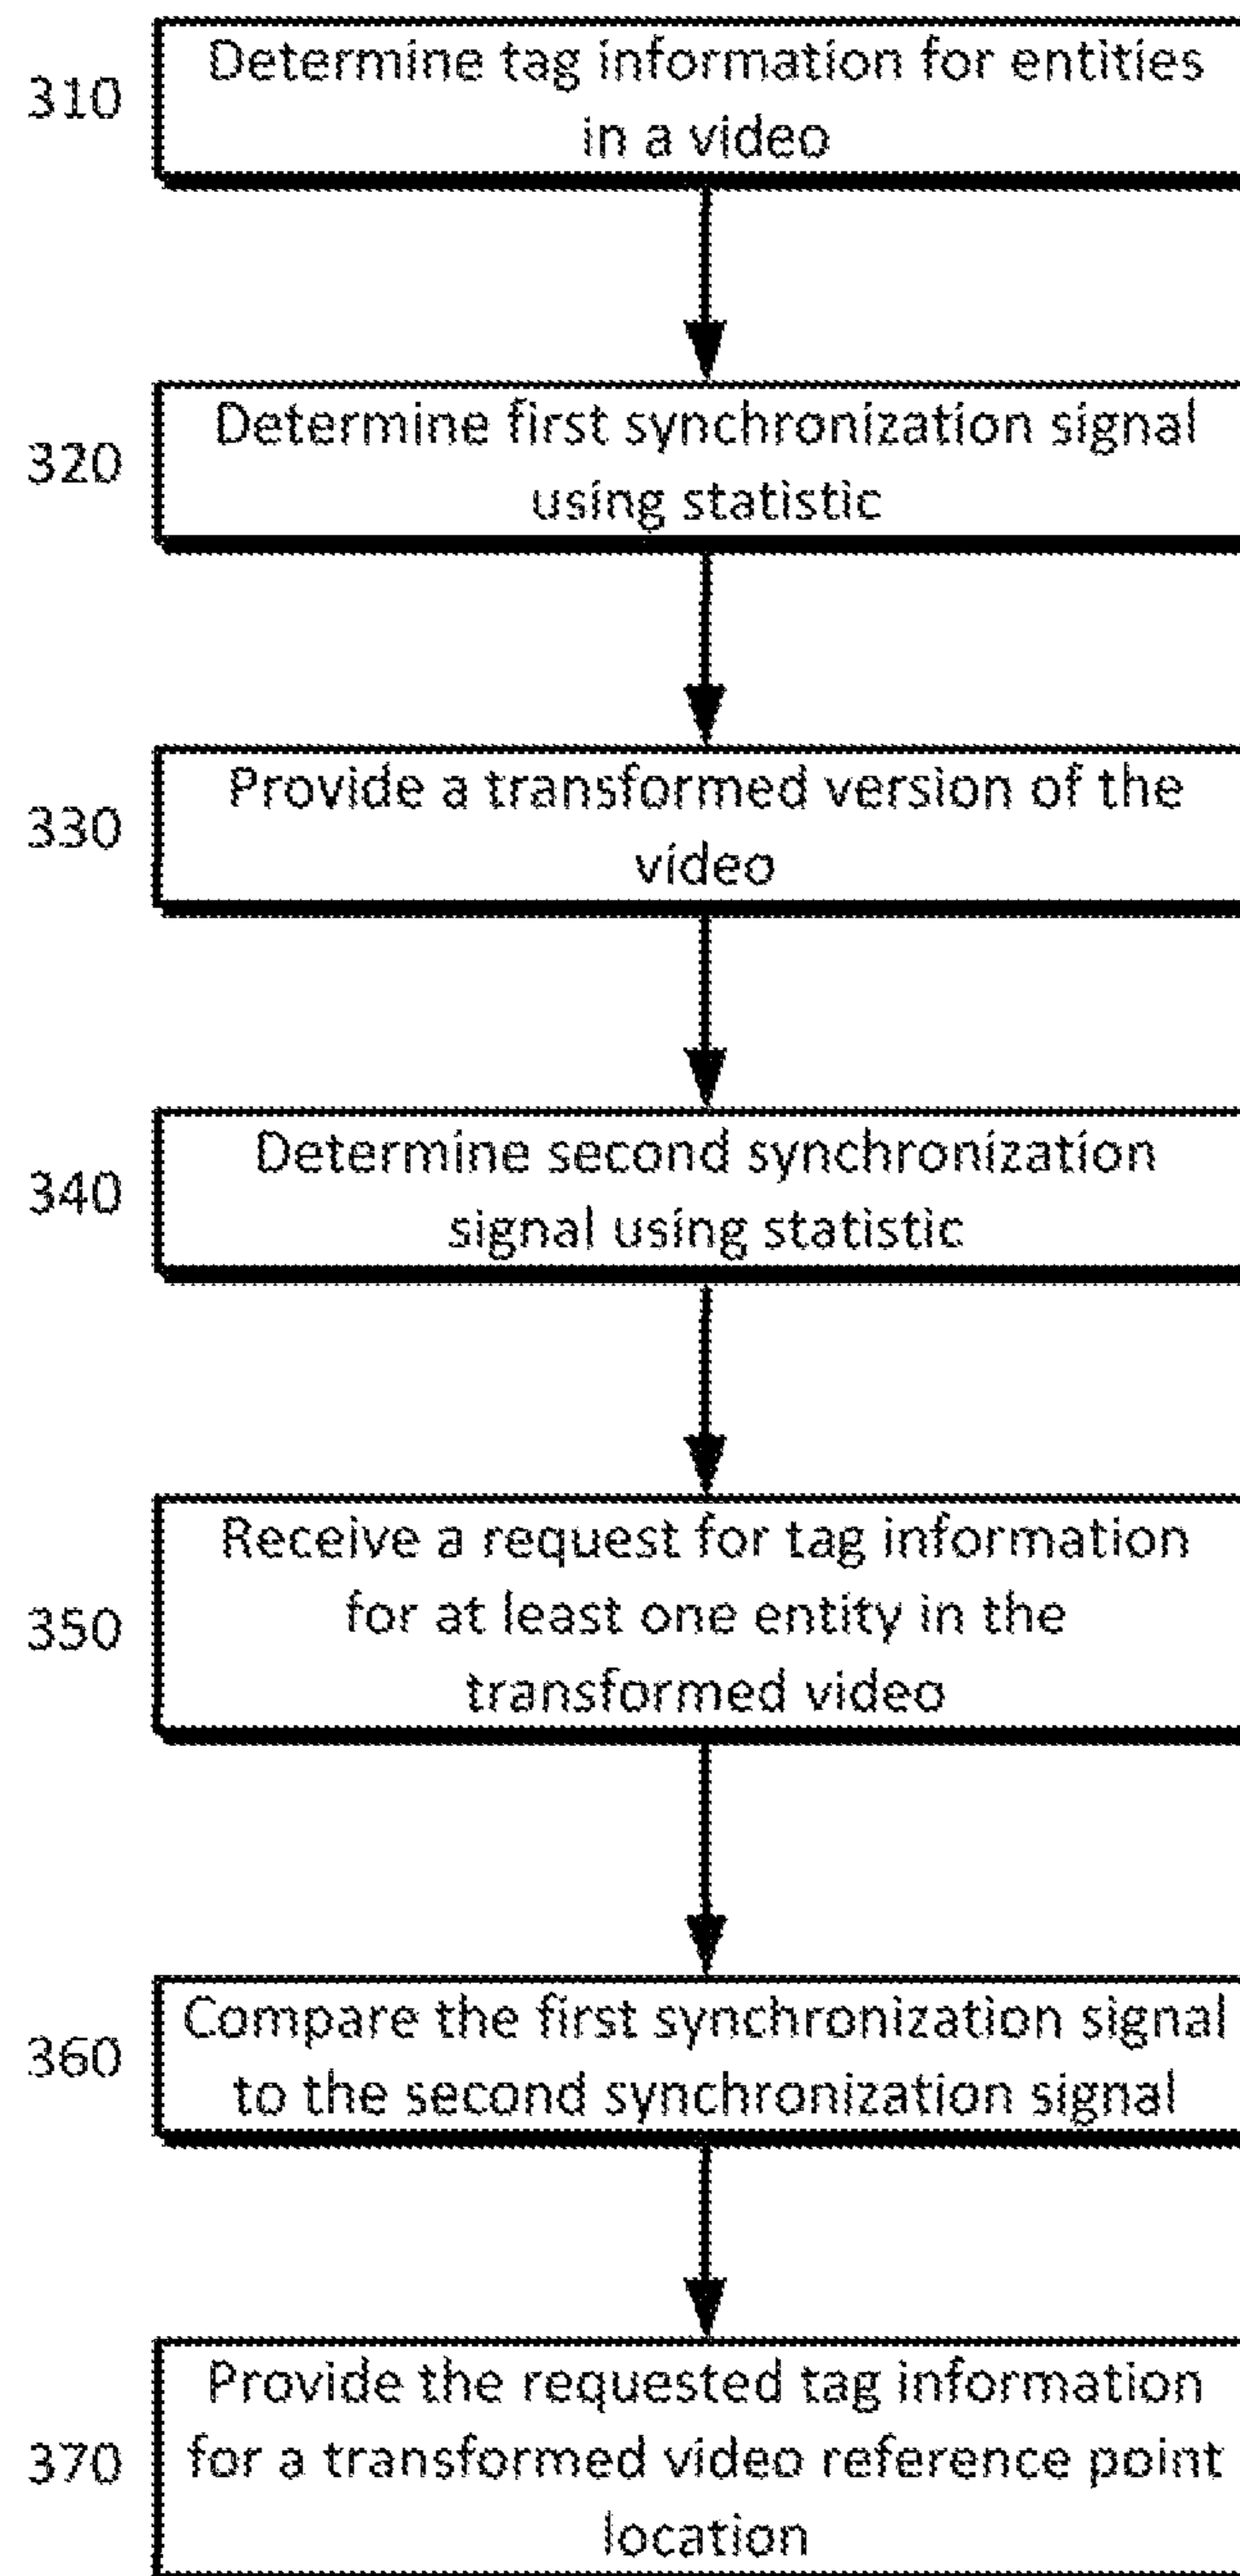 310
Determine tag information for entities
in a video
320
Determine first synchronization signal
using statistic
330
Provide a transformed version of the
video
340
Determine second synchronization
signal using statistic
350
Receive a request for tag information
for at least one entity in the
transformed video
360
Compare the first synchronization signal
to the second synchronization signal
370
Provide the requested tag information
for a transformed video reference point
location